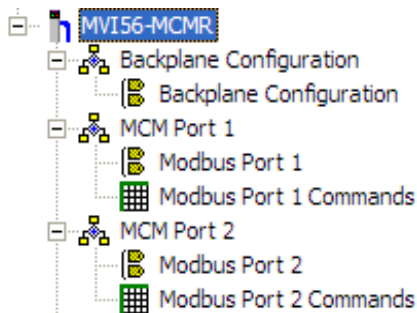 MVI56-MCMR
Backplane Configuration
Backplane Configuration
MCM Port 1
Modbus Port 1
Modbus Port 1 Commands
MCM Port 2
Modbus Port 2
Modbus Port 2 Commands